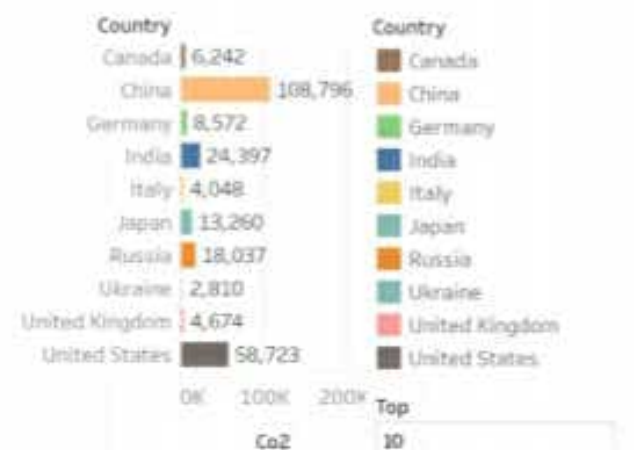 Country
Canada 6,242
China 108,796
Germany 8,572
India 24,397
Italy 4,048
Japan 13,260
Russia 18,037
Ukraine 2,810
United Kingdom 4,674
United States 58,723
0K 100K 200K
Co2
Country
Canada
China
Germany
India
Italy
Japan
Russia
Ukraine
United Kingdom
United States
Top
10